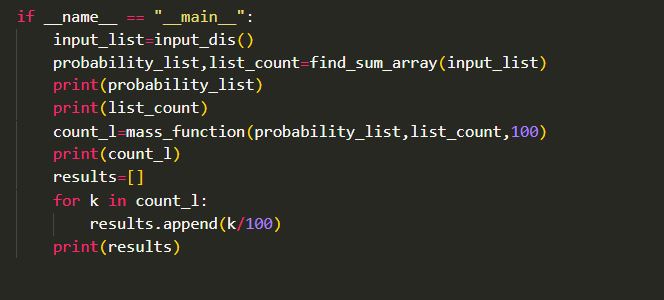 if __name__ == "__main__":
    input_list=input_dis()
    probability_list,list_count=find_sum_array(input_list)
    print(probability_list)
    print(list_count)
    count_l=mass_function(probability_list,list_count,100)
    print(count_l)
    results=[]
    for k in count_l:
        results.append(k/100)
    print(results)